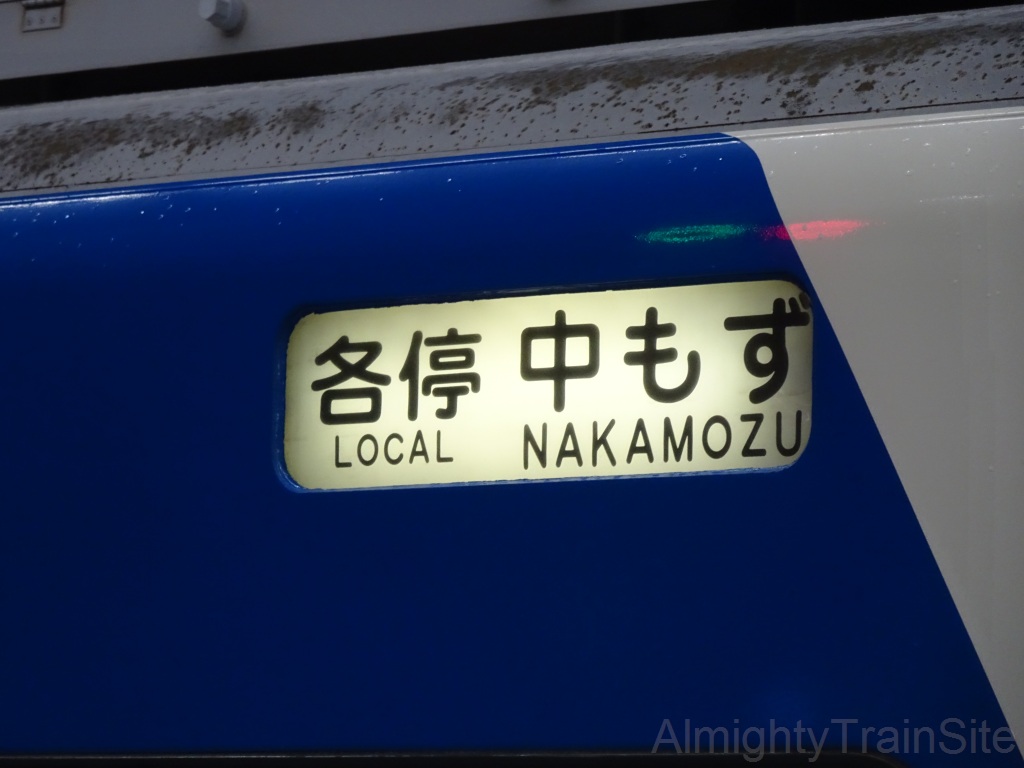 各停 中もず
LOCAL NAKAMOZU
AlmightyTrainSite